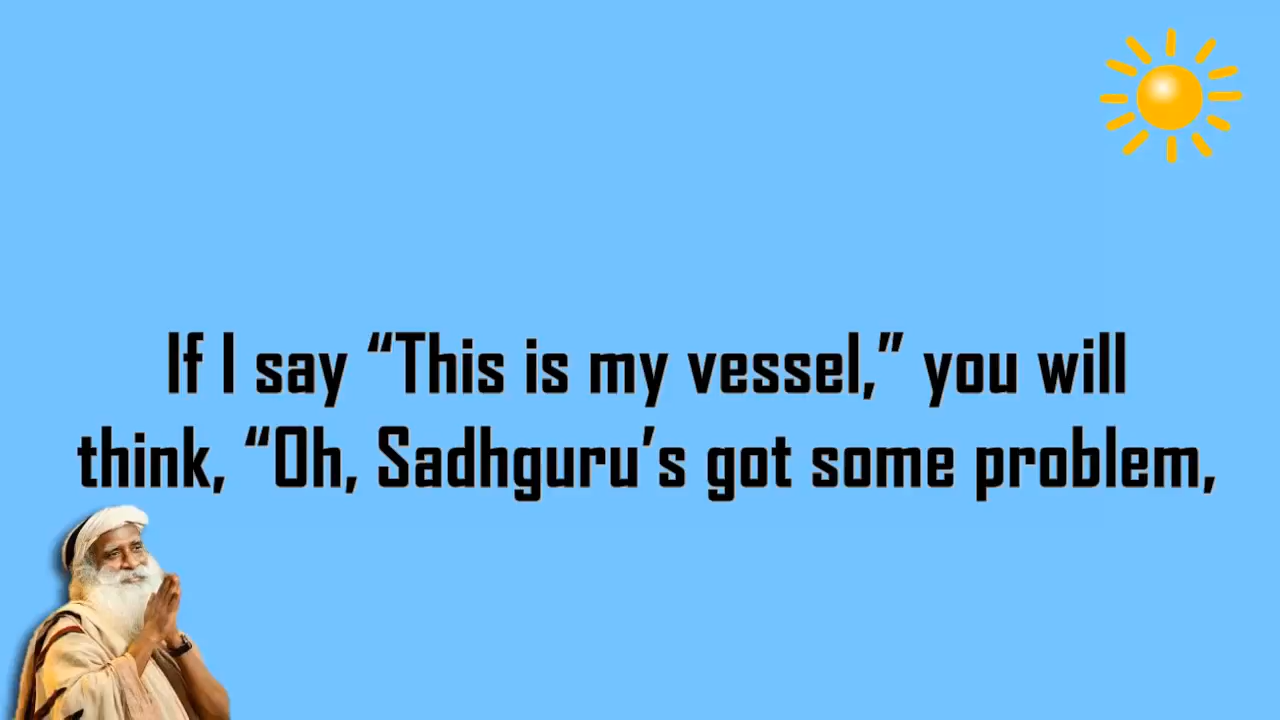 If I say “This is my vessel,” you will
think, “Oh, Sadhguru’s got some problem,